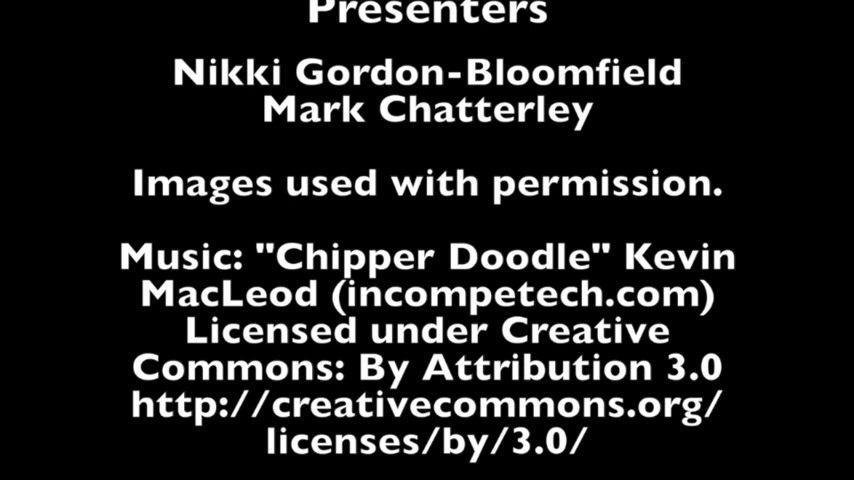 Presenters
Nikki Gordon-Bloomfield
Mark Chatterley
Images used with permission.
Music: "Chipper Doodle" Kevin
MacLeod (incompetech.com)
Licensed under Creative
Commons: By Attribution 3.0
http://creativecommons.org/
licenses/by/3.0/